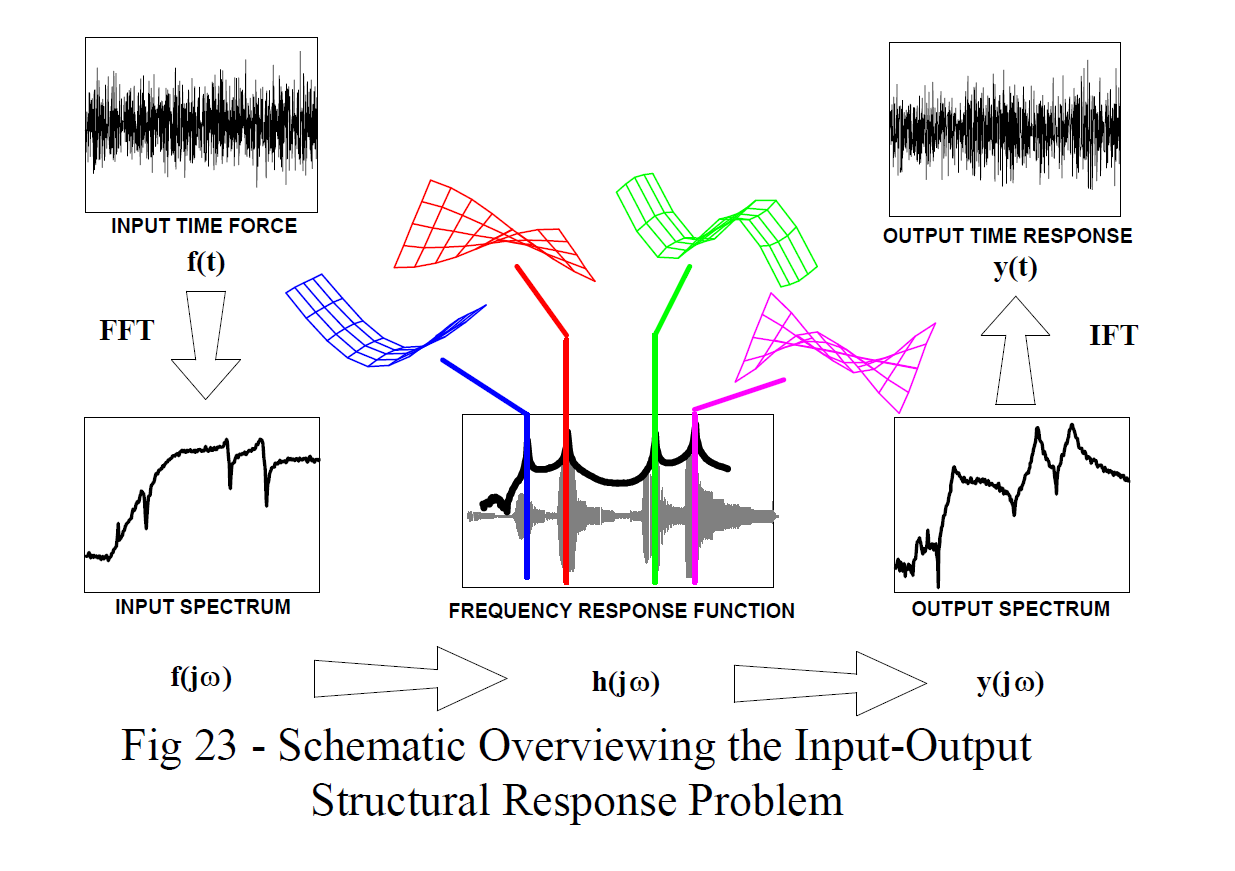 INPUT TIME FORCE
f(t)
FFT
OUTPUT TIME RESPONSE
y(t)
IFT
INPUT SPECTRUM
FREQUENCY RESPONSE FUNCTION
OUTPUT SPECTRUM
f(jω)
h(jω)
y(jω)
Fig 23 - Schematic Overviewing the Input-Output
Structural Response Problem